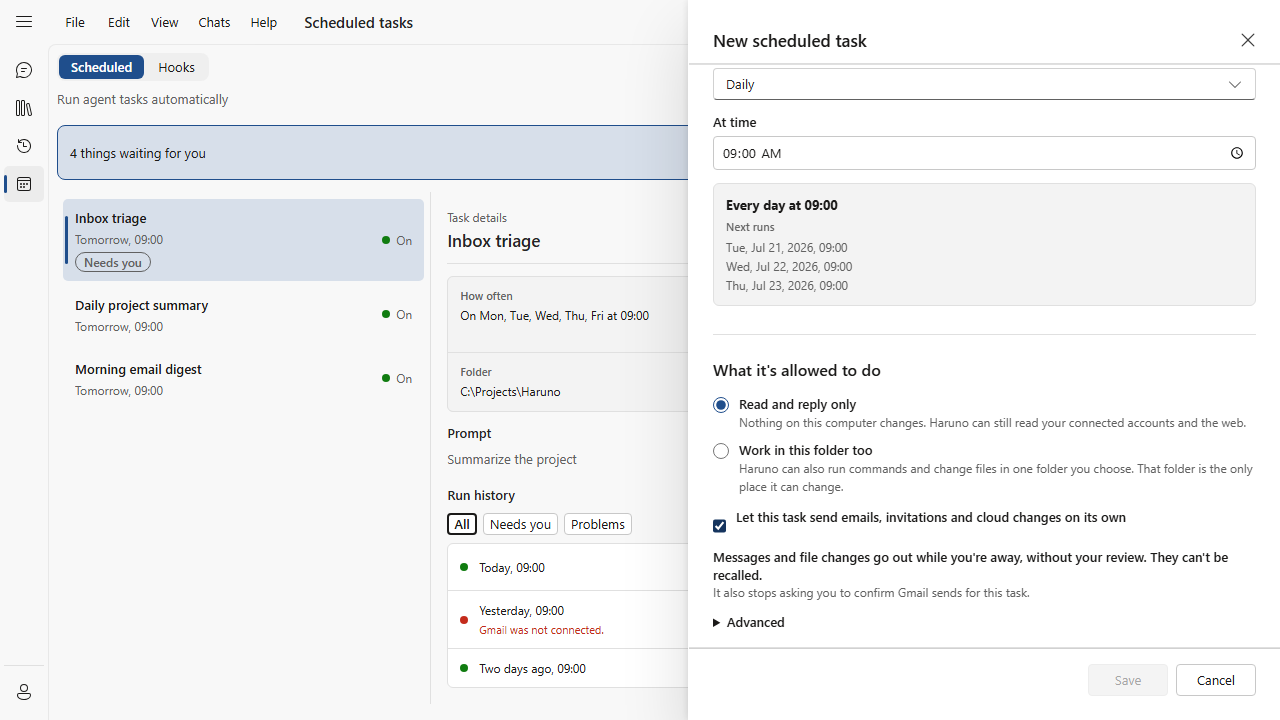 File Edit View Chats Help Scheduled tasks
Scheduled Hooks
Run agent tasks automatically
4 things waiting for you
Inbox triage
Tomorrow, 09:00
On
Needs you
Daily project summary
Tomorrow, 09:00
On
Morning email digest
Tomorrow, 09:00
On
Task details
Inbox triage
How often
On Mon, Tue, Wed, Thu, Fri at 09:00
Folder
C:\Projects\Haruno
Prompt
Summarize the project
Run history
All Needs you Problems
Today, 09:00
Yesterday, 09:00
Gmail was not connected.
Two days ago, 09:00
New scheduled task
Daily
At time
09:00 AM
Every day at 09:00
Next runs
Tue, Jul 21, 2026, 09:00
Wed, Jul 22, 2026, 09:00
Thu, Jul 23, 2026, 09:00
What it's allowed to do
Read and reply only
Nothing on this computer changes. Haruno can still read your connected accounts and the web.
Work in this folder too
Haruno can also run commands and change files in one folder you choose. That folder is the only
place it can change.
Let this task send emails, invitations and cloud changes on its own
Messages and file changes go out while you're away, without your review. They can't be
recalled.
It also stops asking you to confirm Gmail sends for this task.
Advanced
Save Cancel